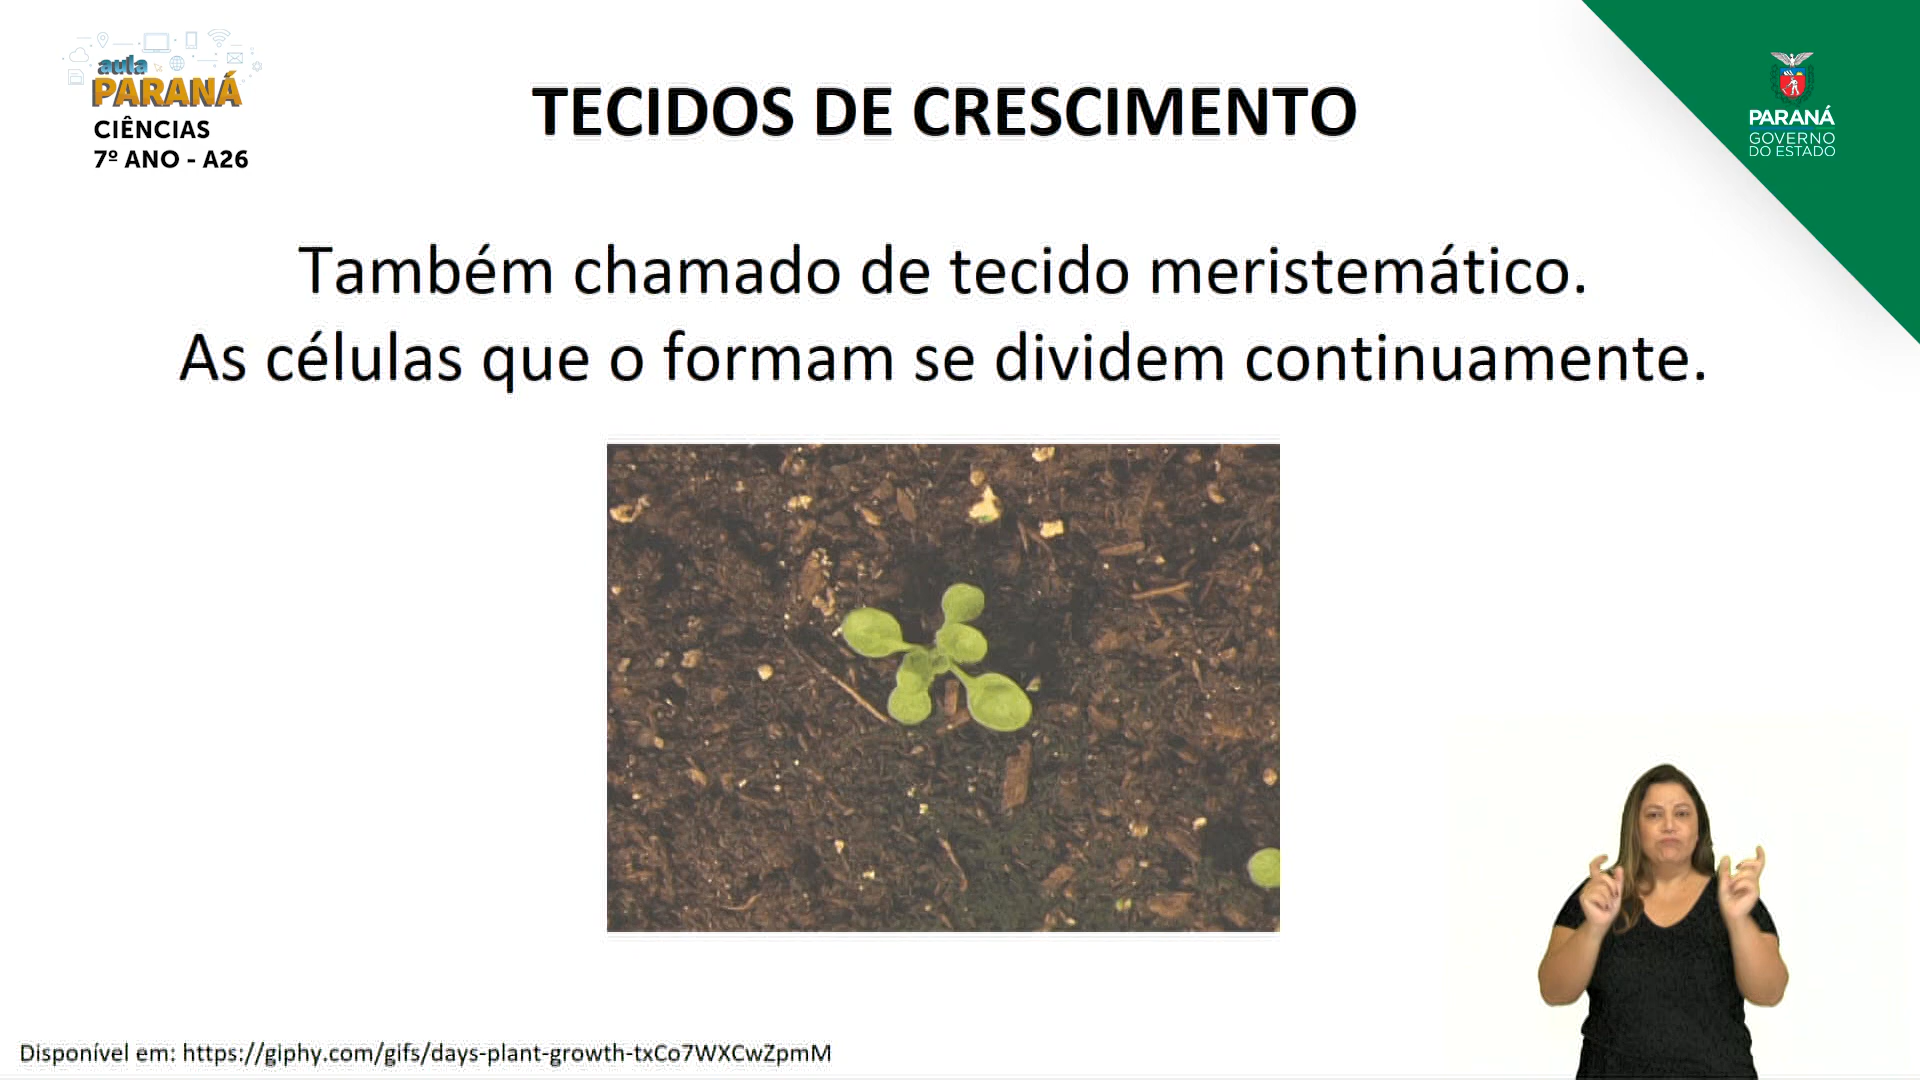 aula
PARANÁ
CIÊNCIAS
7º ANO - A26
TECIDOS DE CRESCIMENTO
PARANÁ
GOVERNO
DO ESTADO
Também chamado de tecido meristemático.
As células que o formam se dividem continuamente.
Disponível em: https://giphy.com/gifs/days-plant-growth-txCo7WXCwZpmM